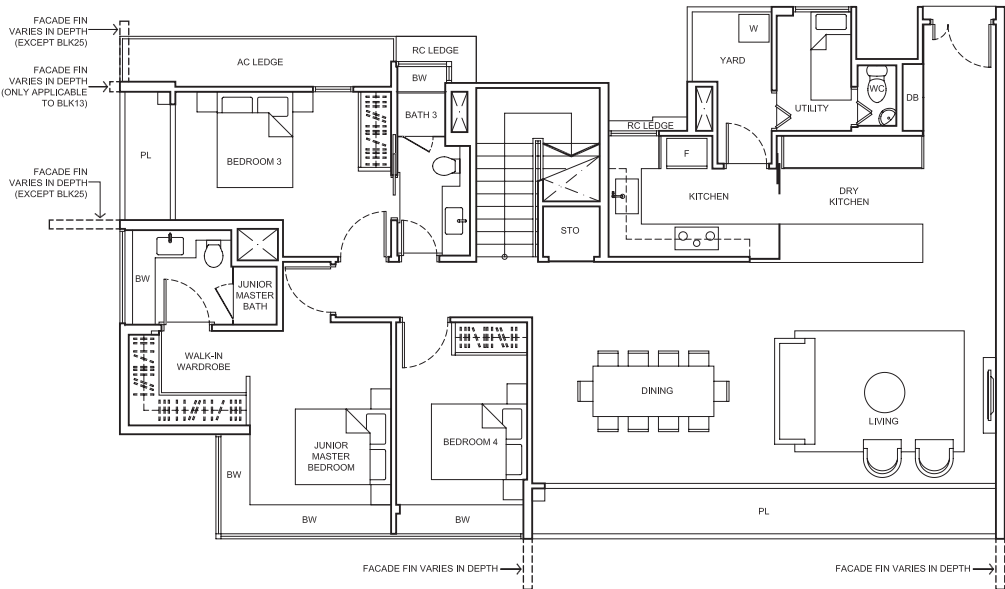 FACADE FIN
VARIES IN DEPTH
(EXCEPT BLK25)
FACADE FIN
VARIES IN DEPTH
(ONLY APPLICABLE
TO BLK13)
FACADE FIN
VARIES IN DEPTH
(EXCEPT BLK25)
AC LEDGE
RC LEDGE
BW
BATH 3
PL
BEDROOM 3
W
YARD
UTILITY
WC
DB
RC LEDGE
F
KITCHEN
DRY
KITCHEN
STO
BW
JUNIOR
MASTER
BATH
WALK-IN
WARDROBE
DINING
LIVING
JUNIOR
MASTER
BEDROOM
BEDROOM 4
BW
BW
BW
PL
FACADE FIN VARIES IN DEPTH
FACADE FIN VARIES IN DEPTH